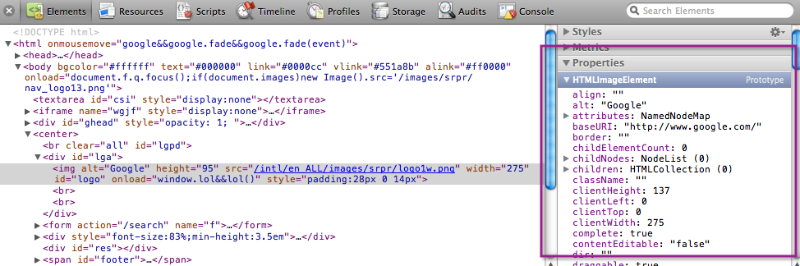 Elements Resources Scripts Timeline Profiles Storage Audits Console Search Elements
<!DOCTYPE html>
▼<html onmousemove="google&&google.fade&&google.fade(event)">
▶<head>…</head>
▼<body bgcolor="#ffffff" text="#000000" link="#0000cc" vlink="#551a8b" alink="#ff0000"
onload="document.f.q.focus();if(document.images)new Image().src='/images/srpr/
nav_logo13.png'">
<textarea id="csi" style="display:none"></textarea>
▶<iframe name="wgjf" style="display:none">…</iframe>
▶<div id="ghead" style="opacity: 1; ">…</div>
▼<center>
<br clear="all" id="lgpd">
▼<div id="lga">
<img alt="Google" height="95" src="/intl/en_ALL/images/srpr/logo1w.png" width="275"
id="logo" onload="window.lol&&lol()" style="padding:28px 0 14px">
<br>
<br>
</div>
▶<form action="/search" name="f">…</form>
▶<div style="font-size:83%;min-height:3.5em">…</div>
<div id="res"></div>
▶<span id="footer">…</span>
▶ Styles
▶ Metrics
▼ Properties
▼ HTMLImageElement Prototype
align: ""
alt: "Google"
▶ attributes: NamedNodeMap
baseURI: "http://www.google.com/"
border: ""
childElementCount: 0
▶ childNodes: NodeList (0)
▶ children: HTMLCollection (0)
className: ""
clientHeight: 137
clientLeft: 0
clientTop: 0
clientWidth: 275
complete: true
contentEditable: "false"
dir: ""
draggable: true